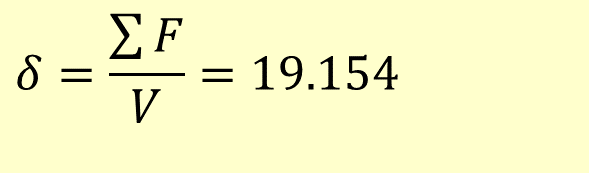 δ = ∑ F / V = 19.154